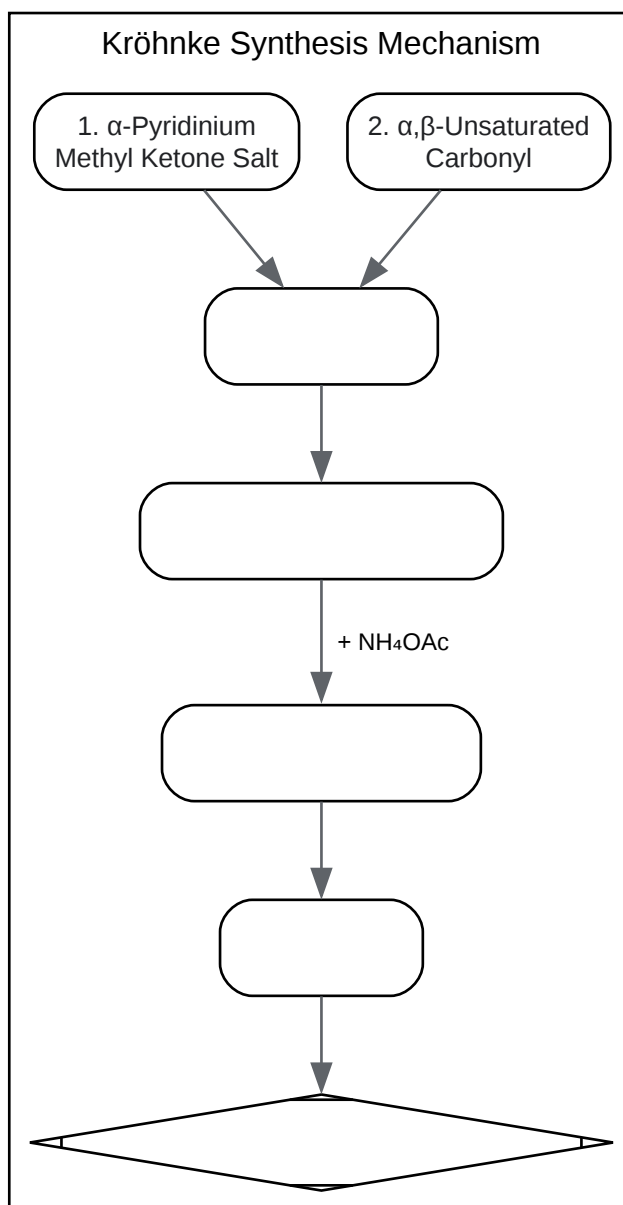 Kröhnke Synthesis Mechanism
1. α-Pyridinium
Methyl Ketone Salt
2. α,β-Unsaturated
Carbonyl
+ NH₄OAc